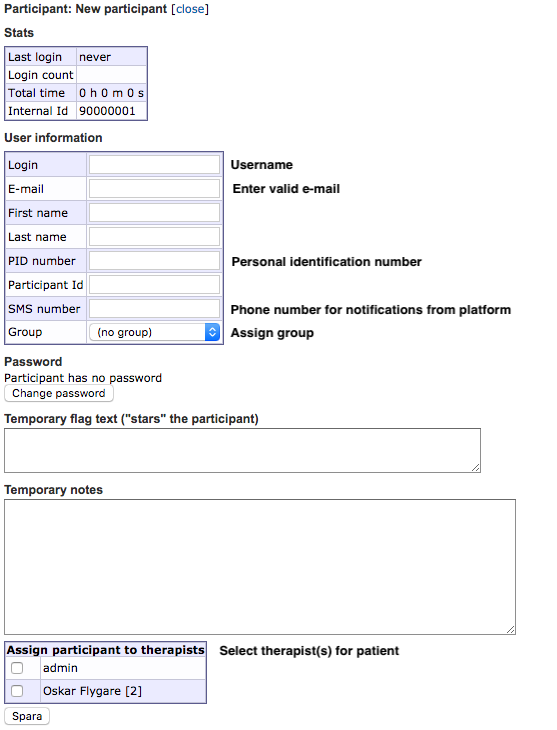 Participant: New participant [close]
Stats
Last login never
Login count
Total time 0 h 0 m 0 s
Internal Id 90000001
User information
Login Username
E-mail Enter valid e-mail
First name
Last name
PID number Personal identification number
Participant Id
SMS number Phone number for notifications from platform
Group (no group) Assign group
Password
Participant has no password
Change password
Temporary flag text ("stars" the participant)
Temporary notes
Assign participant to therapists Select therapist(s) for patient
admin
Oskar Flygare [2]
Spara